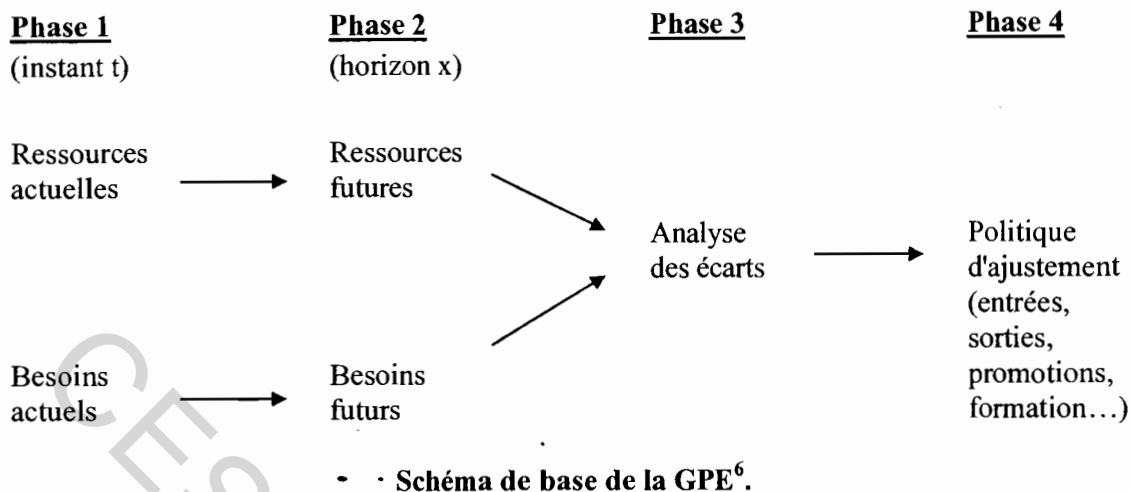 Phase 1
(instant t)
Phase 2
(horizon x)
Phase 3
Phase 4
Ressources
actuelles
Ressources
futures
Analyse
des écarts
Politique
d'ajustement
(entrées,
sorties,
promotions,
formation…)
Besoins
actuels
Besoins
futurs
Schéma de base de la GPE6.